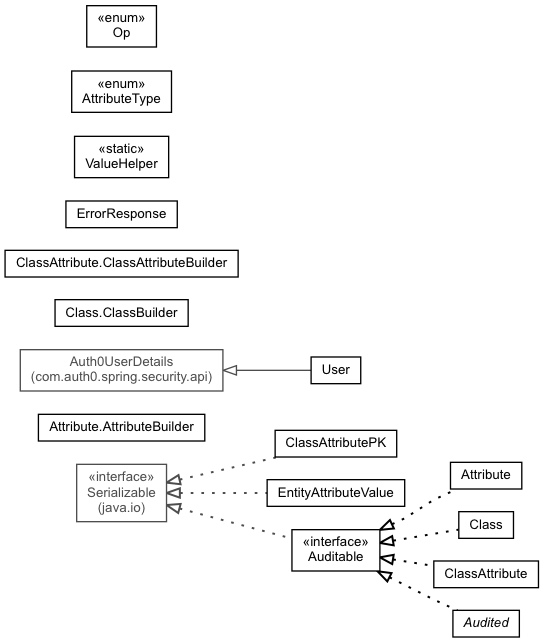 «enum»
Op
«enum»
AttributeType
«static»
ValueHelper
ErrorResponse
ClassAttribute.ClassAttributeBuilder
Class.ClassBuilder
Auth0UserDetails
(com.auth0.spring.security.api)
User
Attribute.AttributeBuilder
ClassAttributePK
«interface»
Serializable
(java.io)
EntityAttributeValue
«interface»
Auditable
Attribute
Class
ClassAttribute
Audited